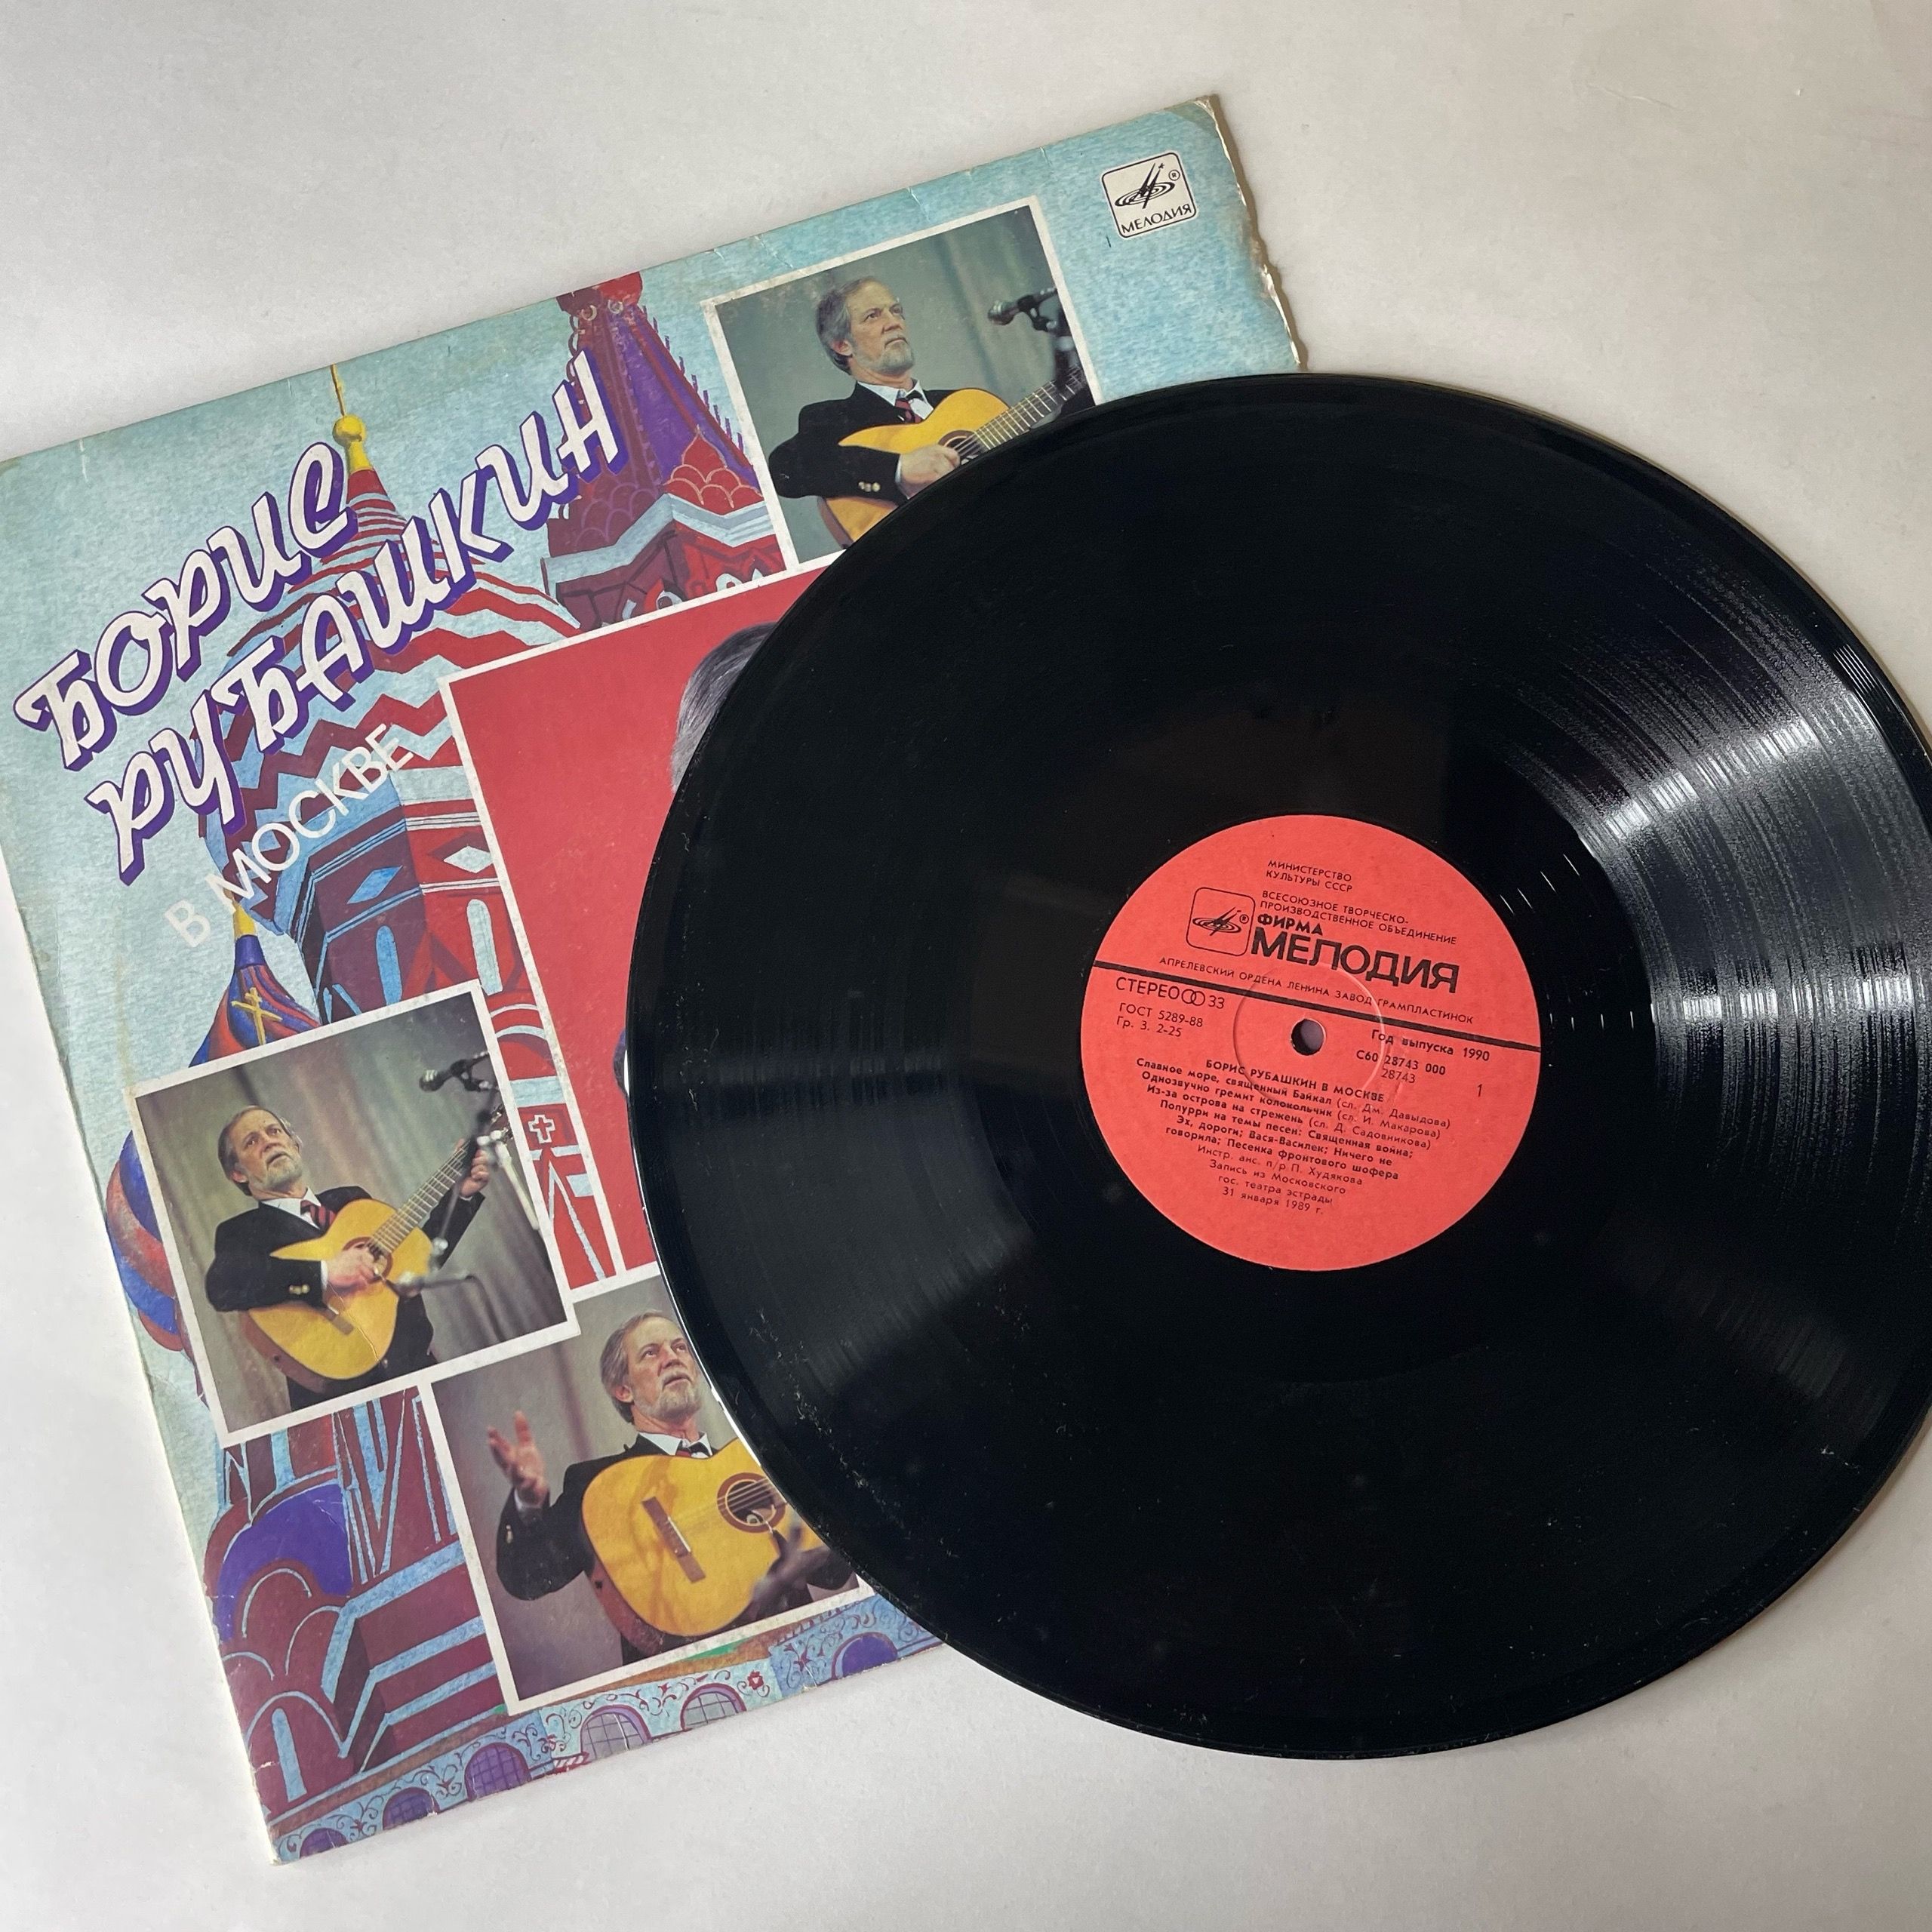 МЕЛОДИЯ
БОРИС
РУБАШКИН
В МОСКВЕ
МИНИСТЕРСТВО
КУЛЬТУРЫ СССР
ВСЕСОЮЗНОЕ ТВОРЧЕСКО-
ПРОИЗВОДСТВЕННОЕ ОБЪЕДИНЕНИЕ
ФИРМА
МЕЛОДИЯ
АПРЕЛЕВСКИЙ ОРДЕНА ЛЕНИНА ЗАВОД ГРАМПЛАСТИНОК
СТЕРЕО 33
ГОСТ 5289-88
Гр. 3. 2-25
Год выпуска 1990
С60 28743 000
28743
1
БОРИС РУБАШКИН В МОСКВЕ
Славное море, священный Байкал (сл. Дм. Давыдова)
Однозвучно гремит колокольчик (сл. И. Макарова)
Из-за острова на стрежень (сл. Д. Садовникова)
Попурри на темы песен: Священная война;
Эх, дороги; Вася-Василек; Ничего не
говорила; Песенка фронтового шофера
Инстр. анс. п/р П. Худякова
Запись из Московского
гос. театра эстрады
31 января 1989 г.